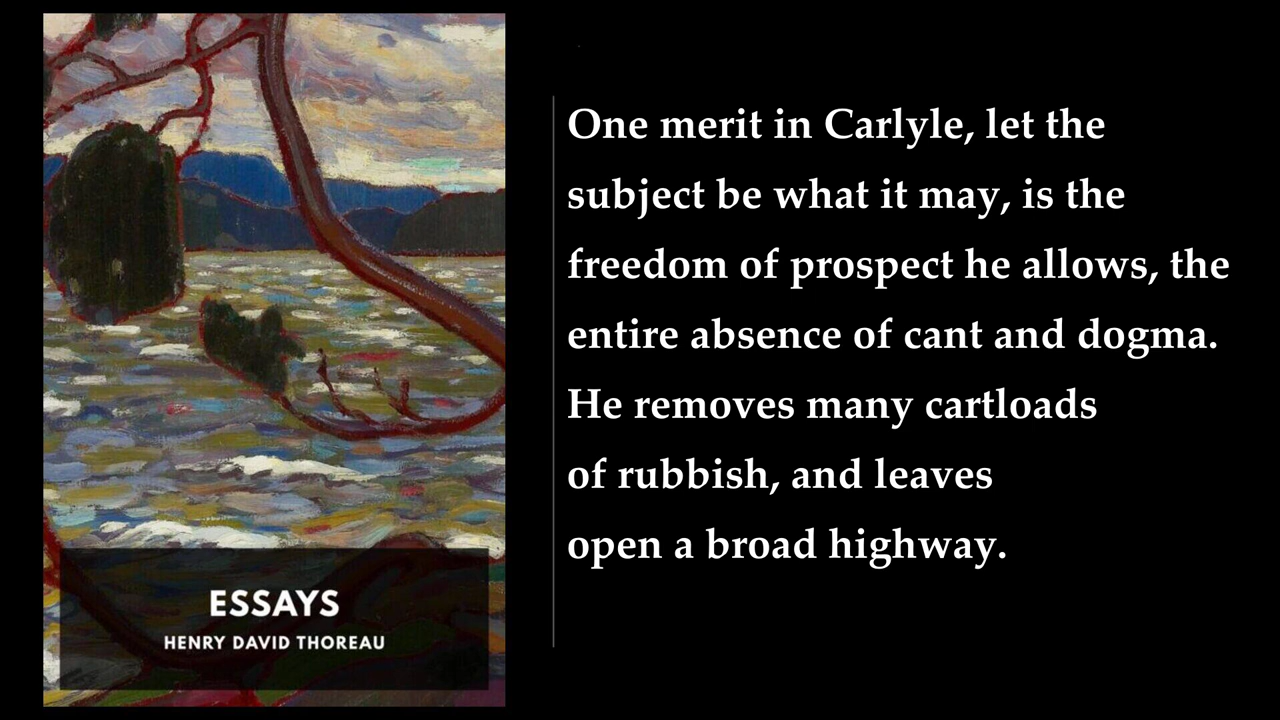 One merit in Carlyle, let the
subject be what it may, is the
freedom of prospect he allows, the
entire absence of cant and dogma.
He removes many cartloads
of rubbish, and leaves
open a broad highway.
ESSAYS
HENRY DAVID THOREAU